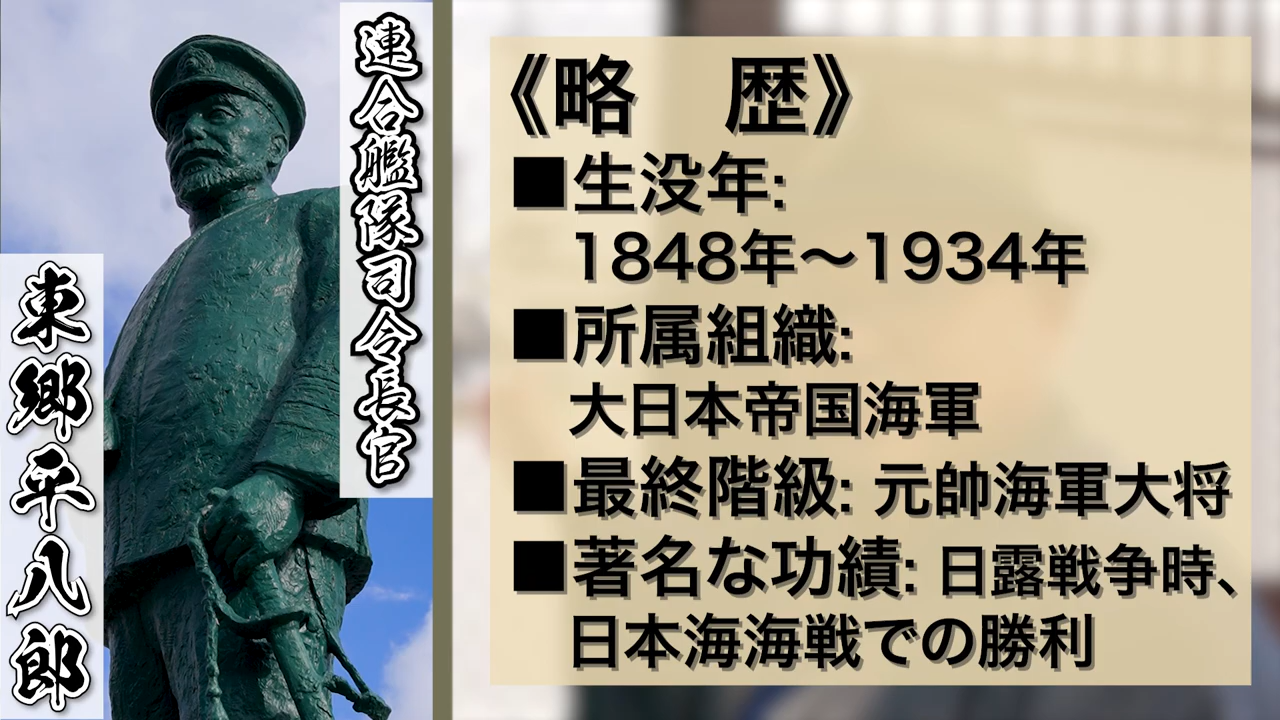 連合艦隊司令長官
東郷平八郎
《略　歴》
■生没年:
1848年～1934年
■所属組織:
大日本帝国海軍
■最終階級: 元帥海軍大将
■著名な功績: 日露戦争時、
日本海海戦での勝利